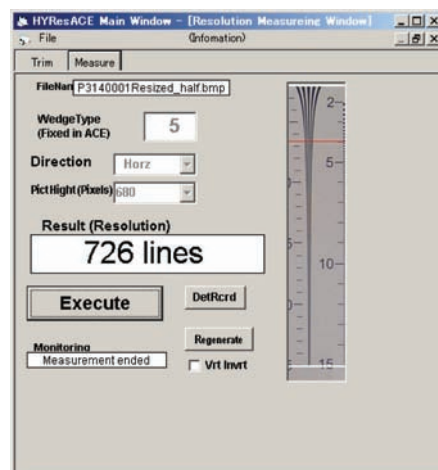 HYResACE Main Window - [Resolution Measureing Window]
File (Infomation)
Trim Measure
FileNam P3140001Resized_half.bmp
WedgeType
(Fixed in ACE)
5
Direction Horz
PictHight(Pixels) 680
Result (Resolution)
726 lines
Execute
DetRcrd
Monitoring
Measurement ended
Regenerate
Vrt Invrt
2
5
10
15